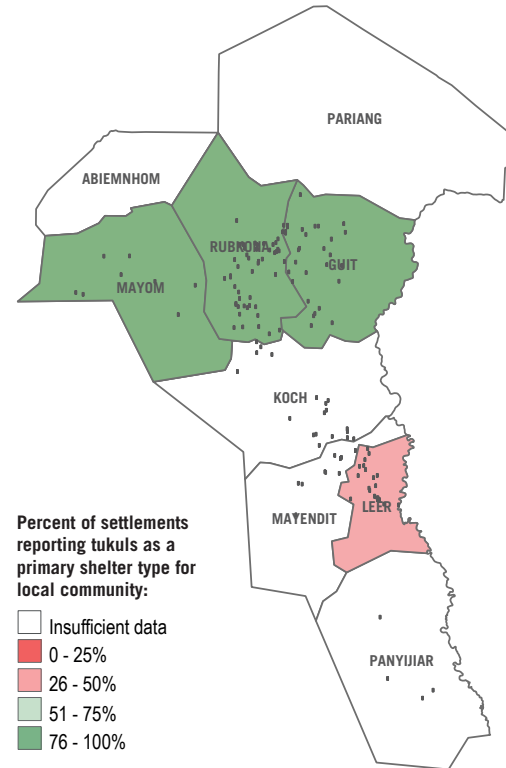 PARIANG
ABIEMNHOM
RUBKONA
GUIT
MAYOM
KOCH
MAYENDIT
LEER
PANYIJIAR
Percent of settlements
reporting tukuls as a
primary shelter type for
local community:
Insufficient data
0 - 25%
26 - 50%
51 - 75%
76 - 100%